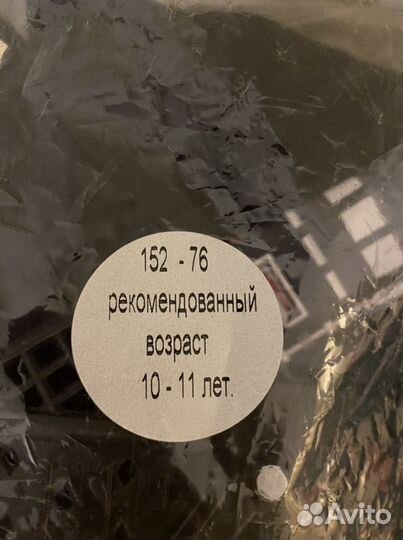 152 - 76
рекомендованный
возраст
10 - 11 лет.
Avito